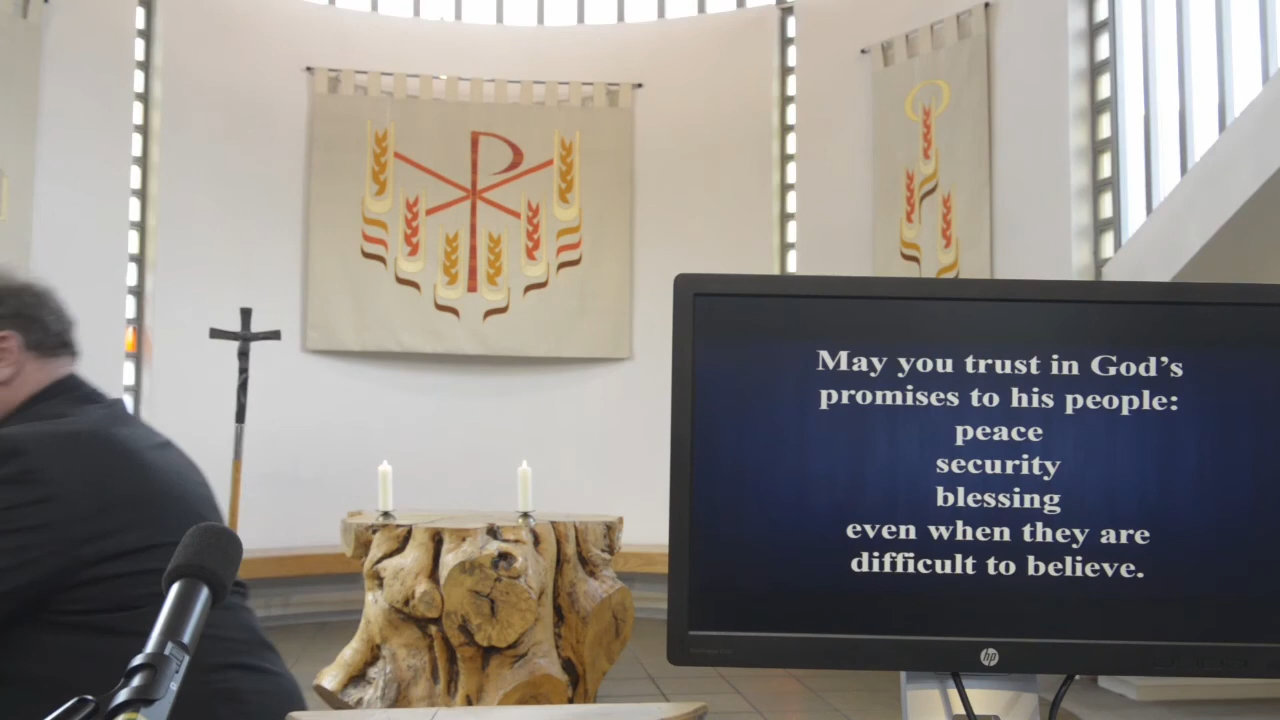 May you trust in God's
promises to his people:
peace
security
blessing
even when they are
difficult to believe.
hp